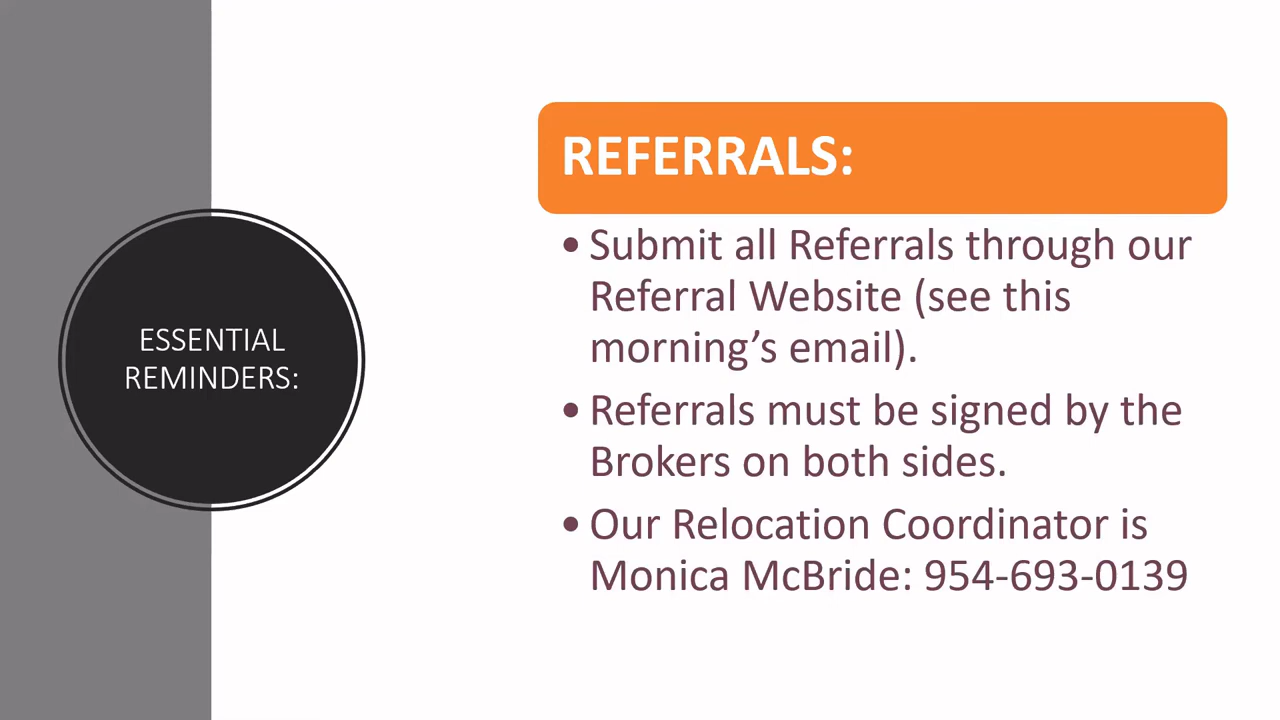 ESSENTIAL
REMINDERS:
REFERRALS:
• Submit all Referrals through our
Referral Website (see this
morning’s email).
• Referrals must be signed by the
Brokers on both sides.
• Our Relocation Coordinator is
Monica McBride: 954-693-0139